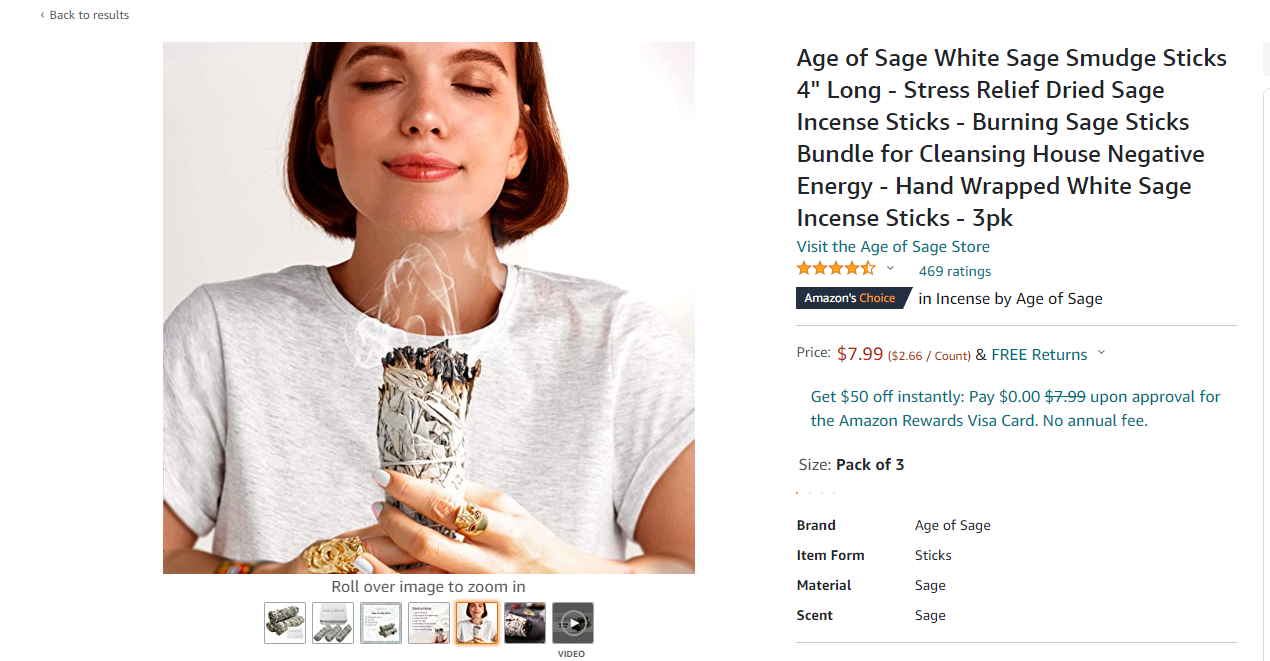 ‹ Back to results
Age of Sage White Sage Smudge Sticks
4" Long - Stress Relief Dried Sage
Incense Sticks - Burning Sage Sticks
Bundle for Cleansing House Negative
Energy - Hand Wrapped White Sage
Incense Sticks - 3pk
Visit the Age of Sage Store
469 ratings
Amazon's Choice in Incense by Age of Sage
Price: $7.99 ($2.66 / Count) & FREE Returns
Get $50 off instantly: Pay $0.00 $7.99 upon approval for
the Amazon Rewards Visa Card. No annual fee.
Size: Pack of 3
Brand Age of Sage
Item Form Sticks
Material Sage
Scent Sage
Roll over image to zoom in
VIDEO